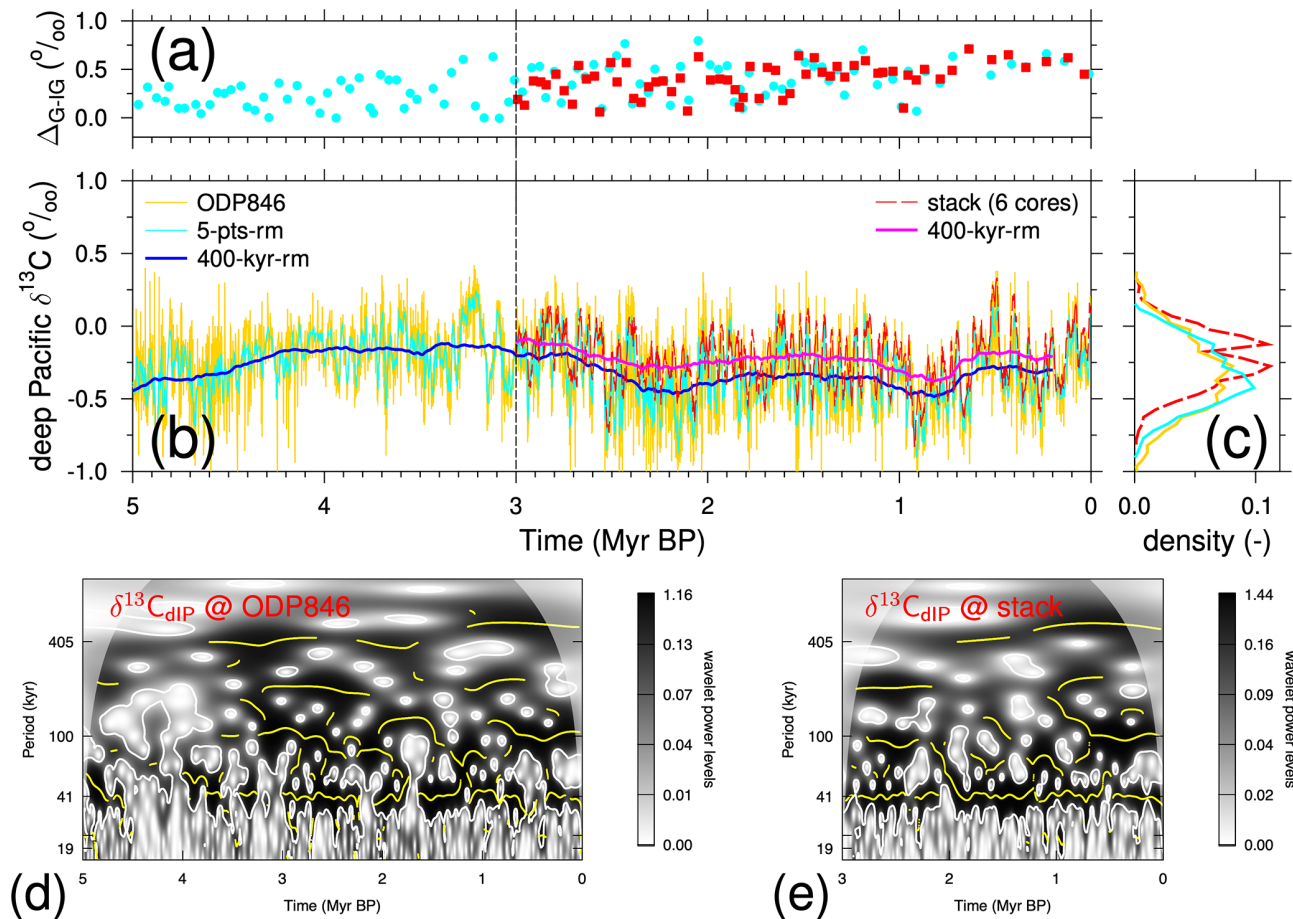 (a)
Δ_G-IG (⁰/₀₀)
1.0
0.5
0.0
deep Pacific δ¹³C (⁰/₀₀)
1.0
0.5
0.0
-0.5
-1.0
ODP846
5-pts-rm
400-kyr-rm
stack (6 cores)
400-kyr-rm
(b)
5 4 3 2 1 0
Time (Myr BP)
(c)
0.0 0.1
density (-)
δ¹³C_dIP @ ODP846
Period (kyr)
405
100
41
19
5 4 3 2 1 0
Time (Myr BP)
(d)
1.16
0.13
0.07
0.04
0.01
0.00
wavelet power levels
δ¹³C_dIP @ stack
Period (kyr)
405
100
41
19
3 2 1 0
Time (Myr BP)
(e)
1.44
0.16
0.09
0.04
0.02
0.00
wavelet power levels